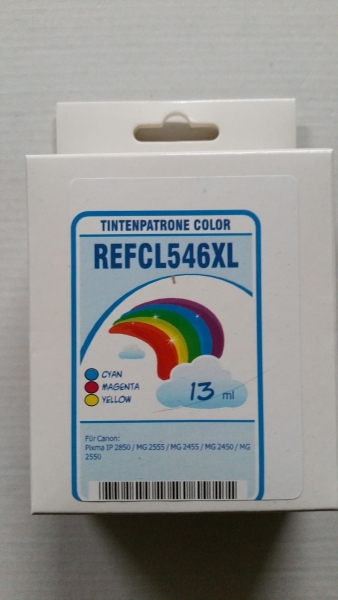 TINTENPATRONE COLOR
REFCL546XL
CYAN
MAGENTA
YELLOW
13 ml
Für Canon:
Pixma IP 2850 / MG 2555 / MG 2455 / MG 2450 / MG
2550